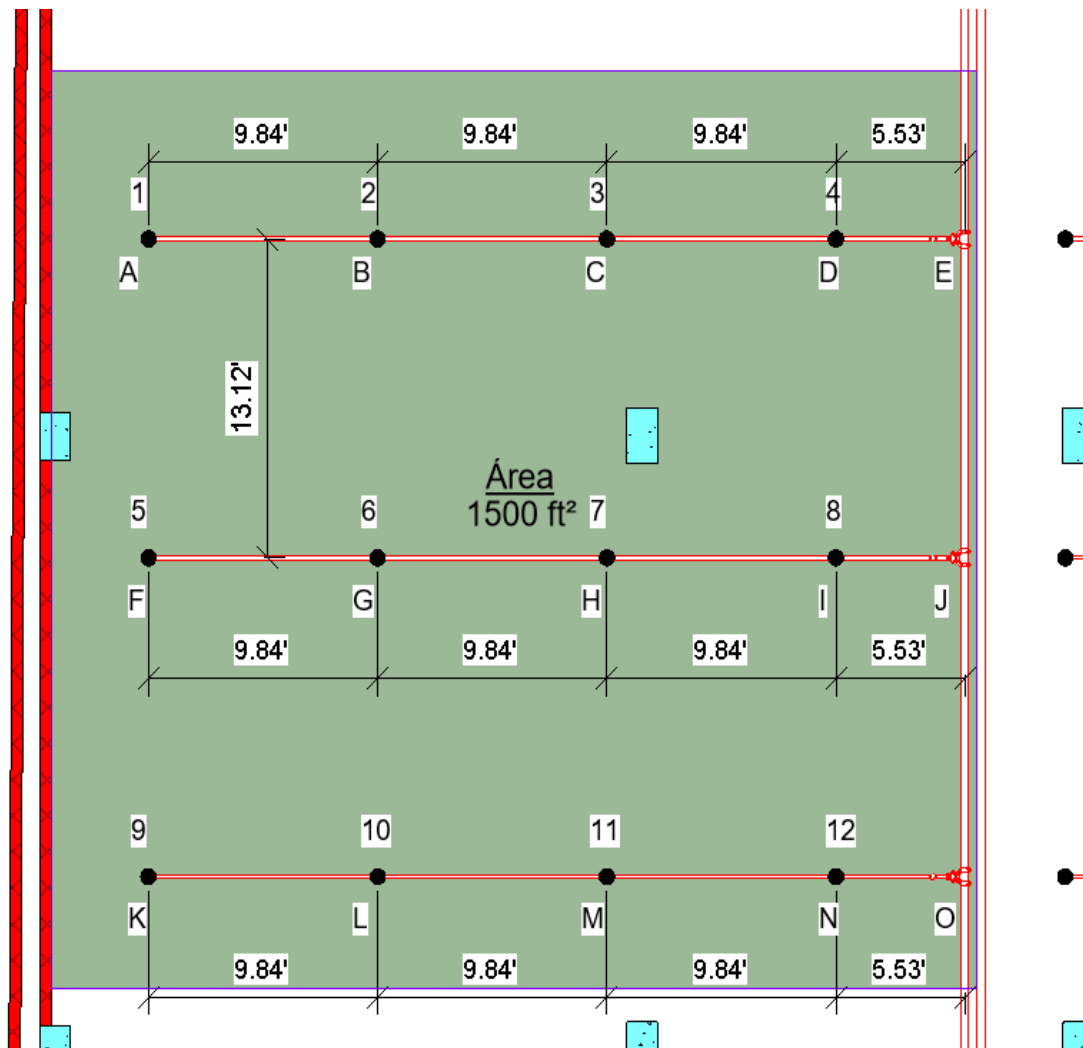 9.84' 9.84' 9.84' 5.53'
1 2 3 4
A B C D E
13.12'
Área
1500 ft²
5 6 7 8
F G H I J
9.84' 9.84' 9.84' 5.53'
9 10 11 12
K L M N O
9.84' 9.84' 9.84' 5.53'